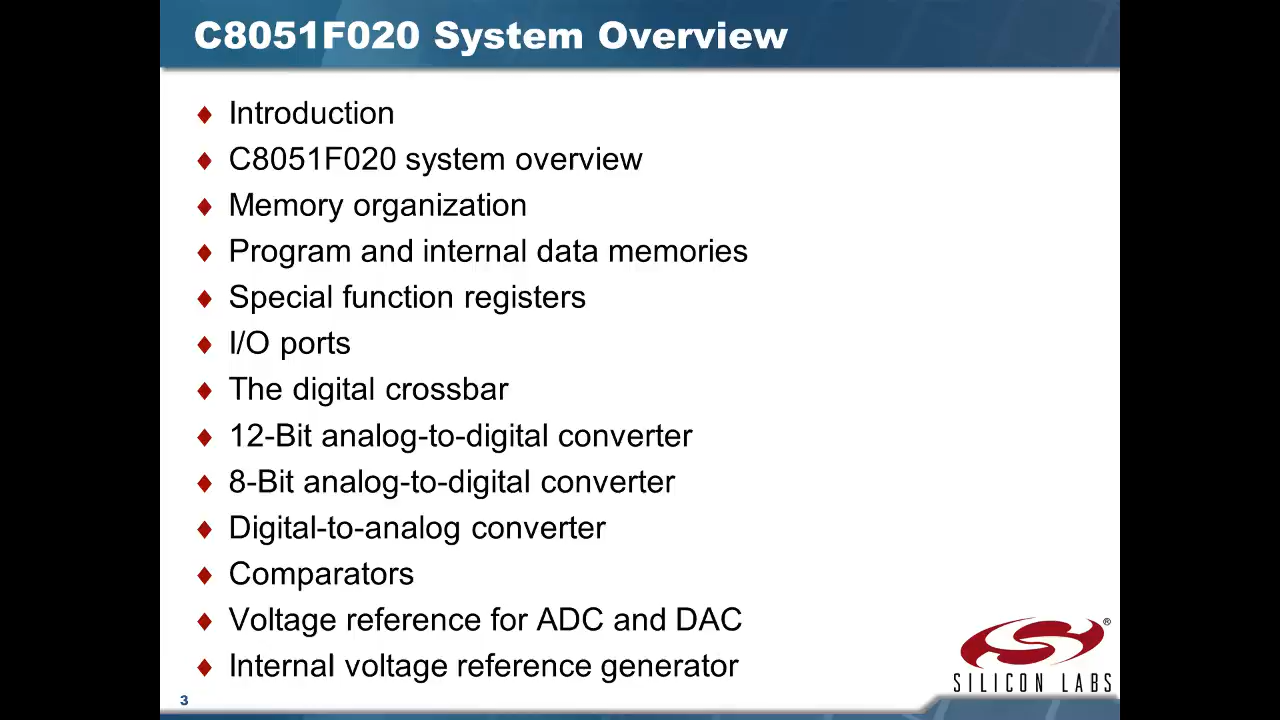 C8051F020 System Overview
♦ Introduction
♦ C8051F020 system overview
♦ Memory organization
♦ Program and internal data memories
♦ Special function registers
♦ I/O ports
♦ The digital crossbar
♦ 12-Bit analog-to-digital converter
♦ 8-Bit analog-to-digital converter
♦ Digital-to-analog converter
♦ Comparators
♦ Voltage reference for ADC and DAC
♦ Internal voltage reference generator
®
SILICON LABS
3